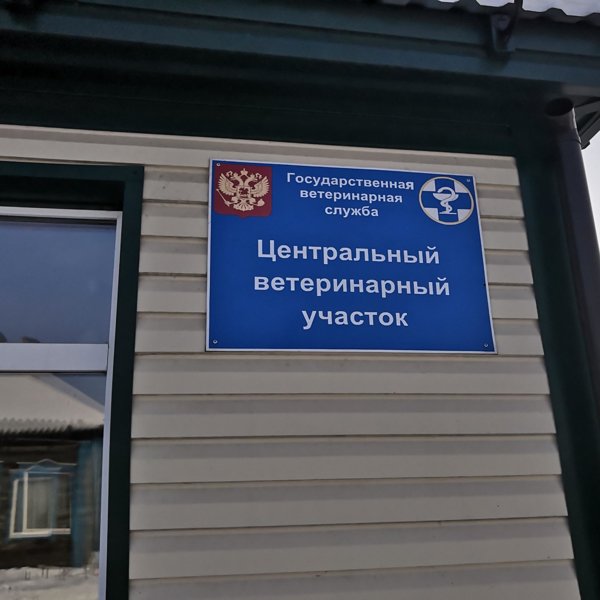 Государственная
ветеринарная
служба
Центральный
ветеринарный
участок